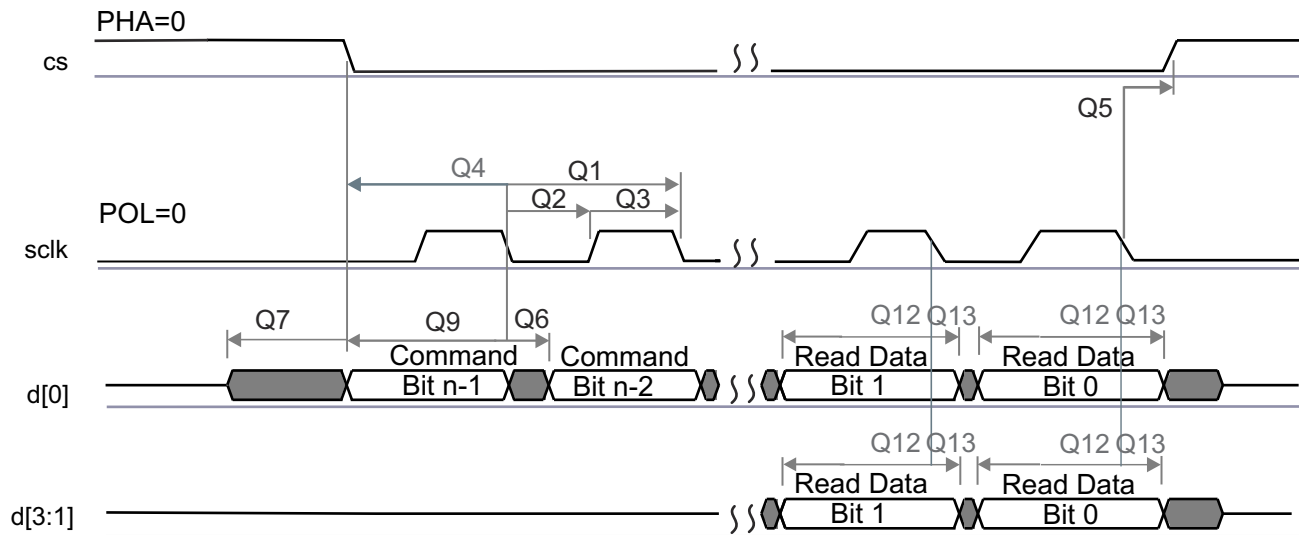 PHA=0
cs
Q5
Q4 Q1
Q2 Q3
POL=0
sclk
Q7 Q9 Q6 Q12 Q13 Q12 Q13
Command Command Read Data Read Data
d[0] Bit n-1 Bit n-2 Bit 1 Bit 0
Q12 Q13 Q12 Q13
Read Data Read Data
d[3:1] Bit 1 Bit 0